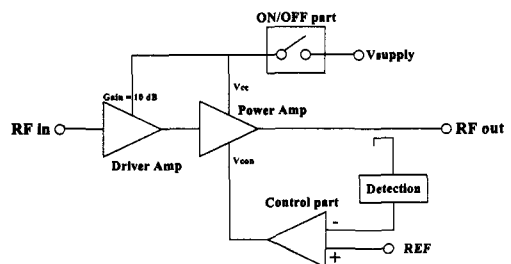 ON/OFF part
Vsupply
Vcc
Gain = 10 dB
Power Amp
RF in
RF out
Driver Amp
Vcon
Detection
Control part
-
REF
+